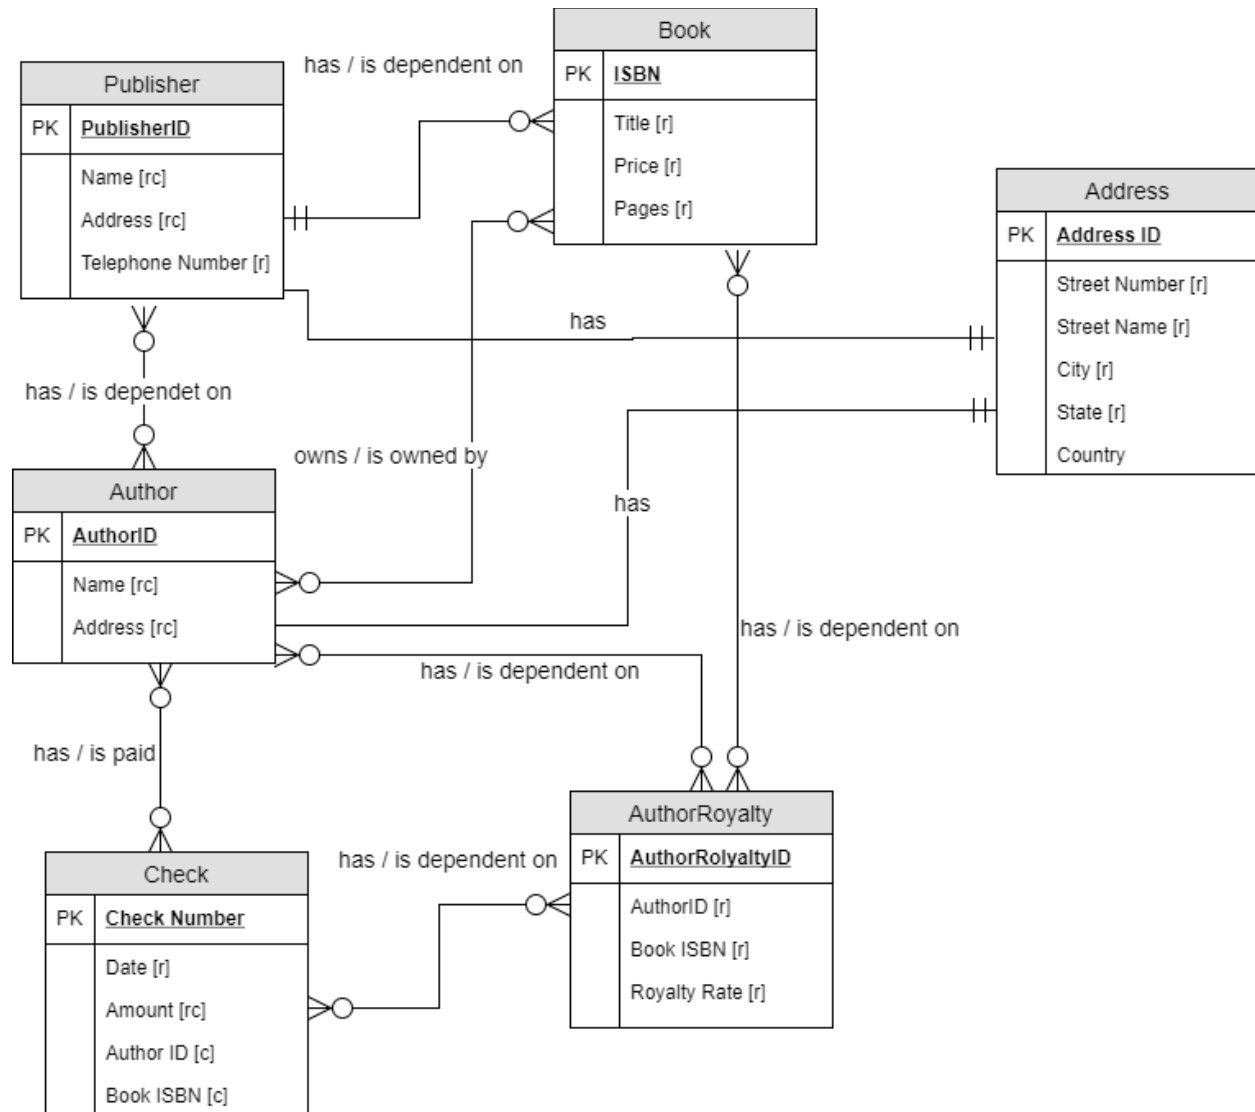 Book
PK ISBN
Title [r]
Price [r]
Pages [r]
has / is dependent on
Publisher
PK PublisherID
Name [rc]
Address [rc]
Telephone Number [r]
Address
PK Address ID
Street Number [r]
Street Name [r]
City [r]
State [r]
Country
has
has / is dependet on
owns / is owned by
has
Author
PK AuthorID
Name [rc]
Address [rc]
has / is dependent on
has / is dependent on
has / is paid
AuthorRoyalty
PK AuthorRolyaltyID
AuthorID [r]
Book ISBN [r]
Royalty Rate [r]
has / is dependent on
Check
PK Check Number
Date [r]
Amount [rc]
Author ID [c]
Book ISBN [c]